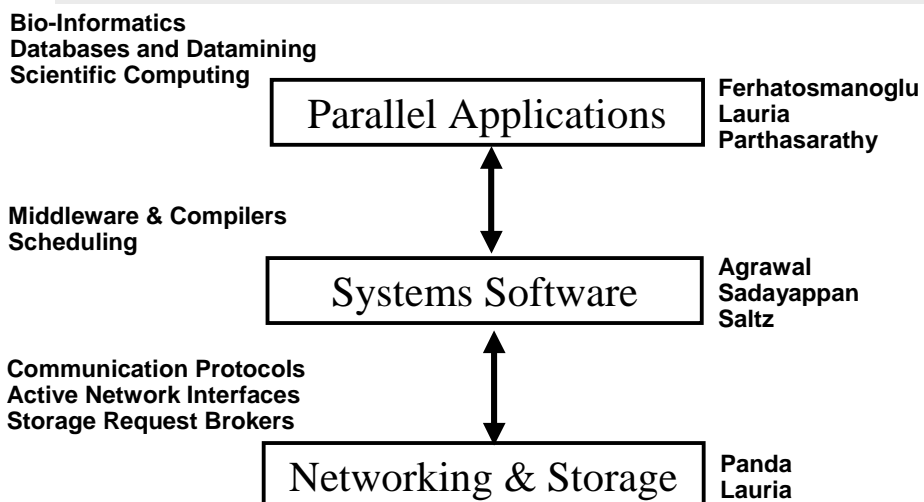 Bio-Informatics
Databases and Datamining
Scientific Computing
Parallel Applications
Ferhatosmanoglu
Lauria
Parthasarathy
Middleware & Compilers
Scheduling
Systems Software
Agrawal
Sadayappan
Saltz
Communication Protocols
Active Network Interfaces
Storage Request Brokers
Networking & Storage
Panda
Lauria